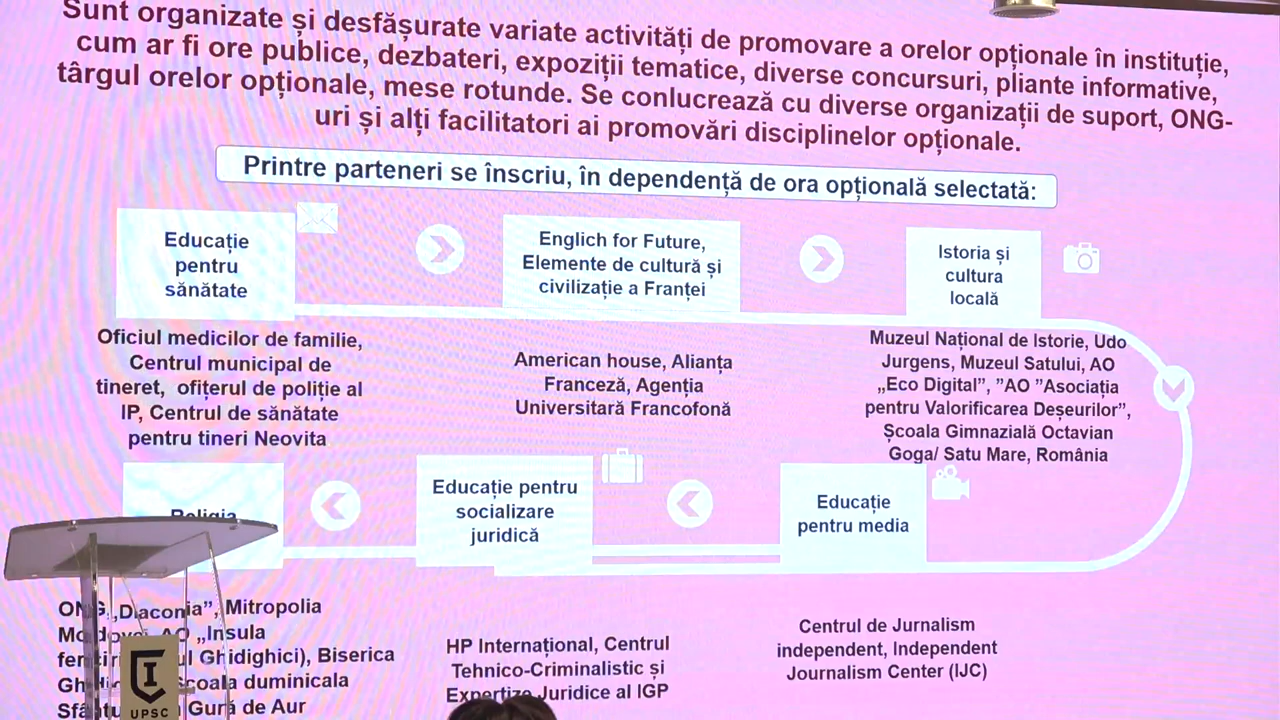 Sunt organizate și desfășurate variate activități de promovare a orelor opționale în instituție,
cum ar fi ore publice, dezbateri, expoziții tematice, diverse concursuri, pliante informative,
târgul orelor opționale, mese rotunde. Se conlucrează cu diverse organizații de suport, ONG-
uri și alți facilitatori ai promovări disciplinelor opționale.
Printre parteneri se înscriu, în dependență de ora opțională selectată:
Educație
pentru
sănătate
Englich for Future,
Elemente de cultură și
civilizație a Franței
Istoria și
cultura
locală
Oficiul medicilor de familie,
Centrul municipal de
tineret, ofițerul de poliție al
IP, Centrul de sănătate
pentru tineri Neovita
American house, Alianța
Franceză, Agenția
Universitară Francofonă
Muzeul Național de Istorie, Udo
Jurgens, Muzeul Satului, AO
„Eco Digital”, ”AO ”Asociația
pentru Valorificarea Deșeurilor”,
Școala Gimnazială Octavian
Goga/ Satu Mare, România
Religia
Educație pentru
socializare
juridică
Educație
pentru media
ONG „Diaconia”, Mitropolia
AO „Insula
Ghidighici), Biserica
duminicala
Gură de Aur
HP Internațional, Centrul
Tehnico-Criminalistic și
Expertize Juridice al IGP
Centrul de Jurnalism
independent, Independent
Journalism Center (IJC)
UPSC